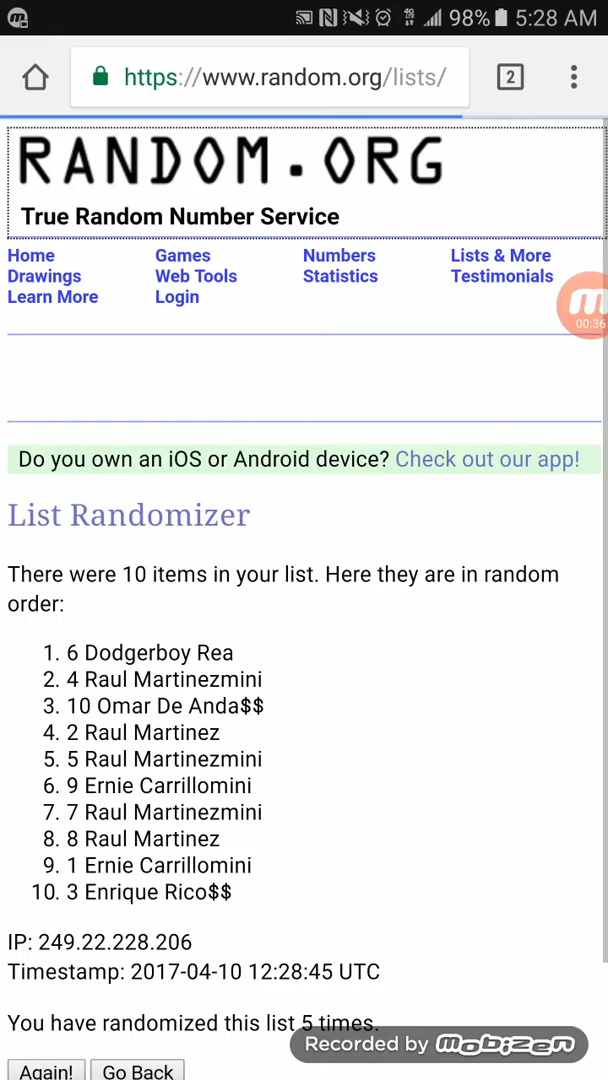 98% 5:28 AM
https://www.random.org/lists/
2
RANDOM.ORG
True Random Number Service
Home Games Numbers Lists & More
Drawings Web Tools Statistics Testimonials
Learn More Login
00:36
Do you own an iOS or Android device? Check out our app!
List Randomizer
There were 10 items in your list. Here they are in random
order:
1. 6 Dodgerboy Rea
2. 4 Raul Martinezmini
3. 10 Omar De Anda$$
4. 2 Raul Martinez
5. 5 Raul Martinezmini
6. 9 Ernie Carrillomini
7. 7 Raul Martinezmini
8. 8 Raul Martinez
9. 1 Ernie Carrillomini
10. 3 Enrique Rico$$
IP: 249.22.228.206
Timestamp: 2017-04-10 12:28:45 UTC
You have randomized this list 5 times.
Recorded by mobizen
Again! Go Back